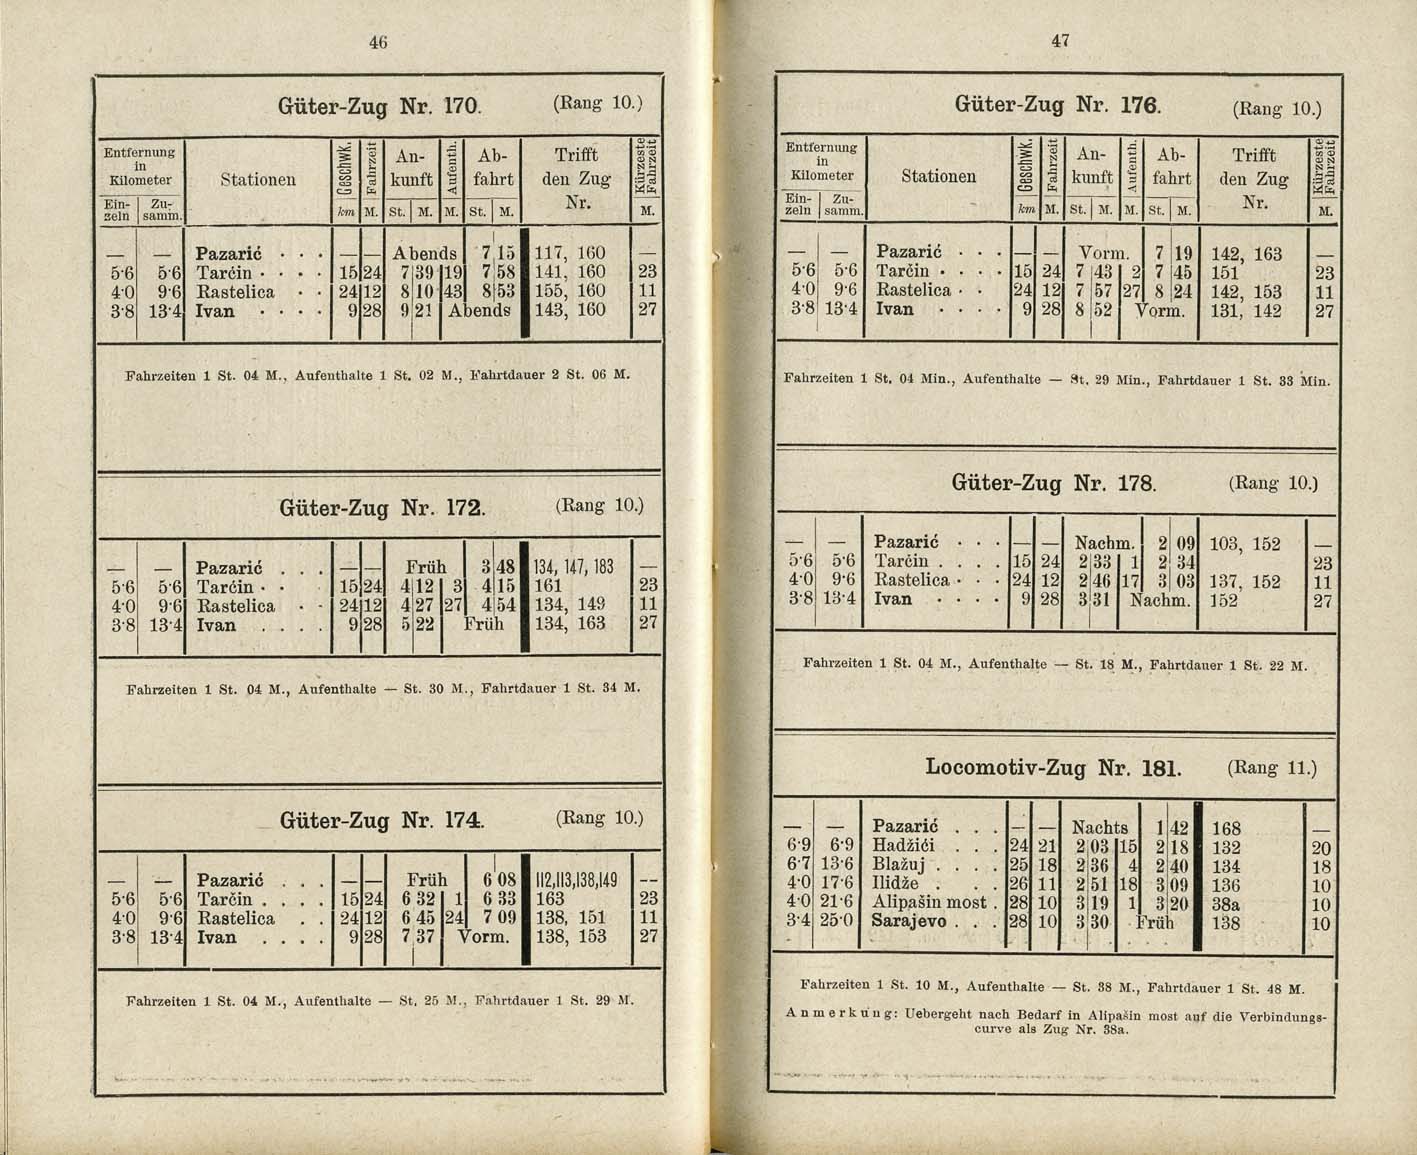 46
Güter-Zug Nr. 170. (Rang 10.)
Entfernung in Kilometer Stationen Geschwk. Fahrzeit An-kunft Aufenth. Ab-fahrt Trifft den Zug Nr. Kürzeste Fahrzeit
Ein-zeln Zu-samm. km M. St. M. M. St. M. M.
— — Pazarić . . . — — Abends 7 15 117, 160 —
5·6 5·6 Tarčin . . . . 15 24 7 39 19 7 58 141, 160 23
4·0 9·6 Rastelica . . 24 12 8 10 43 8 53 155, 160 11
3·8 13·4 Ivan . . . . 9 28 9 21 Abends 143, 160 27
Fahrzeiten 1 St. 04 M., Aufenthalte 1 St. 02 M., Fahrtdauer 2 St. 06 M.
Güter-Zug Nr. 172. (Rang 10.)
— — Pazarić . . . — — Früh 3 48 134, 147, 183 —
5·6 5·6 Tarčin . . 15 24 4 12 3 4 15 161 23
4·0 9·6 Rastelica . . 24 12 4 27 27 4 54 134, 149 11
3·8 13·4 Ivan . . . . 9 28 5 22 Früh 134, 163 27
Fahrzeiten 1 St. 04 M., Aufenthalte — St. 30 M., Fahrtdauer 1 St. 34 M.
Güter-Zug Nr. 174. (Rang 10.)
— — Pazarić . . . — — Früh 6 08 112,113,138,149 —
5·6 5·6 Tarčin . . . . 15 24 6 32 1 6 33 163 23
4·0 9·6 Rastelica . . 24 12 6 45 24 7 09 138, 151 11
3·8 13·4 Ivan . . . . 9 28 7 37 Vorm. 138, 153 27
Fahrzeiten 1 St. 04 M., Aufenthalte — St. 25 M., Fahrtdauer 1 St. 29 M.
47
Güter-Zug Nr. 176. (Rang 10.)
Entfernung in Kilometer Stationen Geschwk. Fahrzeit An-kunft Aufenth. Ab-fahrt Trifft den Zug Nr. Kürzeste Fahrzeit
Ein-zeln Zu-samm. km M. St. M. M. St. M. M.
— — Pazarić . . . — — Vorm. 7 19 142, 163 —
5·6 5·6 Tarčin . . . . 15 24 7 43 2 7 45 151 23
4·0 9·6 Rastelica . . 24 12 7 57 27 8 24 142, 153 11
3·8 13·4 Ivan . . . . 9 28 8 52 Vorm. 131, 142 27
Fahrzeiten 1 St. 04 Min., Aufenthalte — St. 29 Min., Fahrtdauer 1 St. 33 Min.
Güter-Zug Nr. 178. (Rang 10.)
— — Pazarić . . . — — Nachm. 2 09 103, 152 —
5·6 5·6 Tarčin . . . . 15 24 2 33 1 2 34 23
4·0 9·6 Rastelica . . . 24 12 2 46 17 3 03 137, 152 11
3·8 13·4 Ivan . . . . 9 28 3 31 Nachm. 152 27
Fahrzeiten 1 St. 04 M., Aufenthalte — St. 18 M., Fahrtdauer 1 St. 22 M.
Locomotiv-Zug Nr. 181. (Rang 11.)
— — Pazarić . . . — — Nachts 1 42 168 —
6·9 6·9 Hadžići . . . 24 21 2 03 15 2 18 132 20
6·7 13·6 Blažuj . . . . 25 18 2 36 4 2 40 134 18
4·0 17·6 Ilidže . . . . 26 11 2 51 18 3 09 136 10
4·0 21·6 Alipašin most . 28 10 3 19 1 3 20 38a 10
3·4 25·0 Sarajevo . . . 28 10 3 30 Früh 138 10
Fahrzeiten 1 St. 10 M., Aufenthalte — St. 38 M., Fahrtdauer 1 St. 48 M.
Anmerkung: Uebergeht nach Bedarf in Alipašin most auf die Verbindungs-
curve als Zug Nr. 38a.